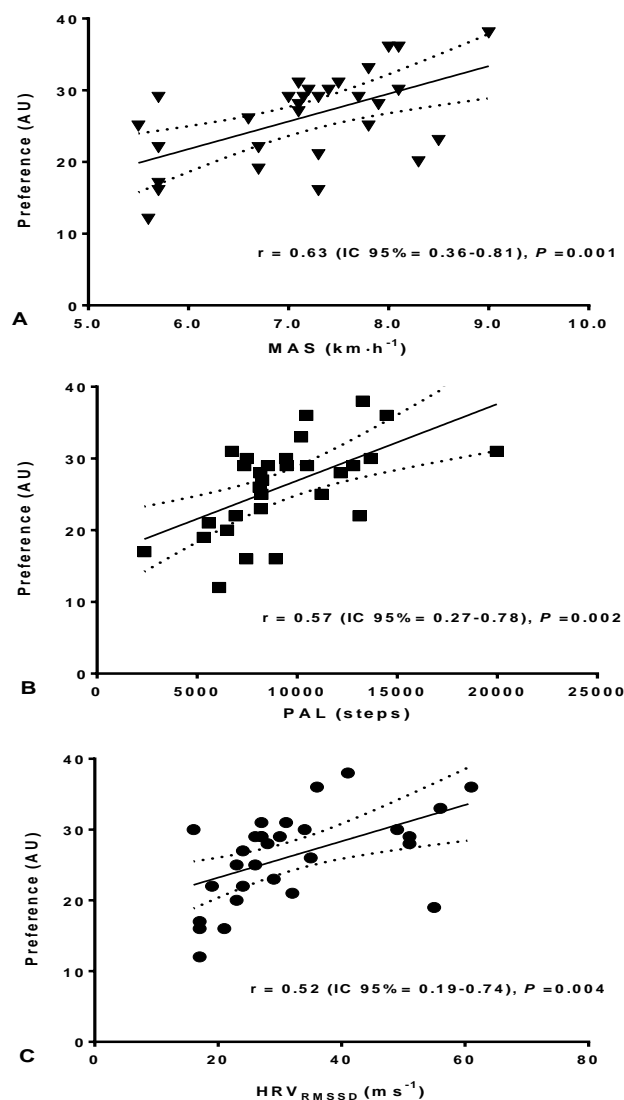 40
30
20
10
0
Preference (AU)
r = 0.63 (IC 95% = 0.36-0.81), P =0.001
A
5.0 6.0 7.0 8.0 9.0 10.0
MAS (km·h⁻¹)
40
30
20
10
0
Preference (AU)
r = 0.57 (IC 95% = 0.27-0.78), P =0.002
B
0 5000 10000 15000 20000 25000
PAL (steps)
40
30
20
10
0
Preference (AU)
r = 0.52 (IC 95% = 0.19-0.74), P =0.004
C
0 20 40 60 80
HRV RMSSD (m s⁻¹)